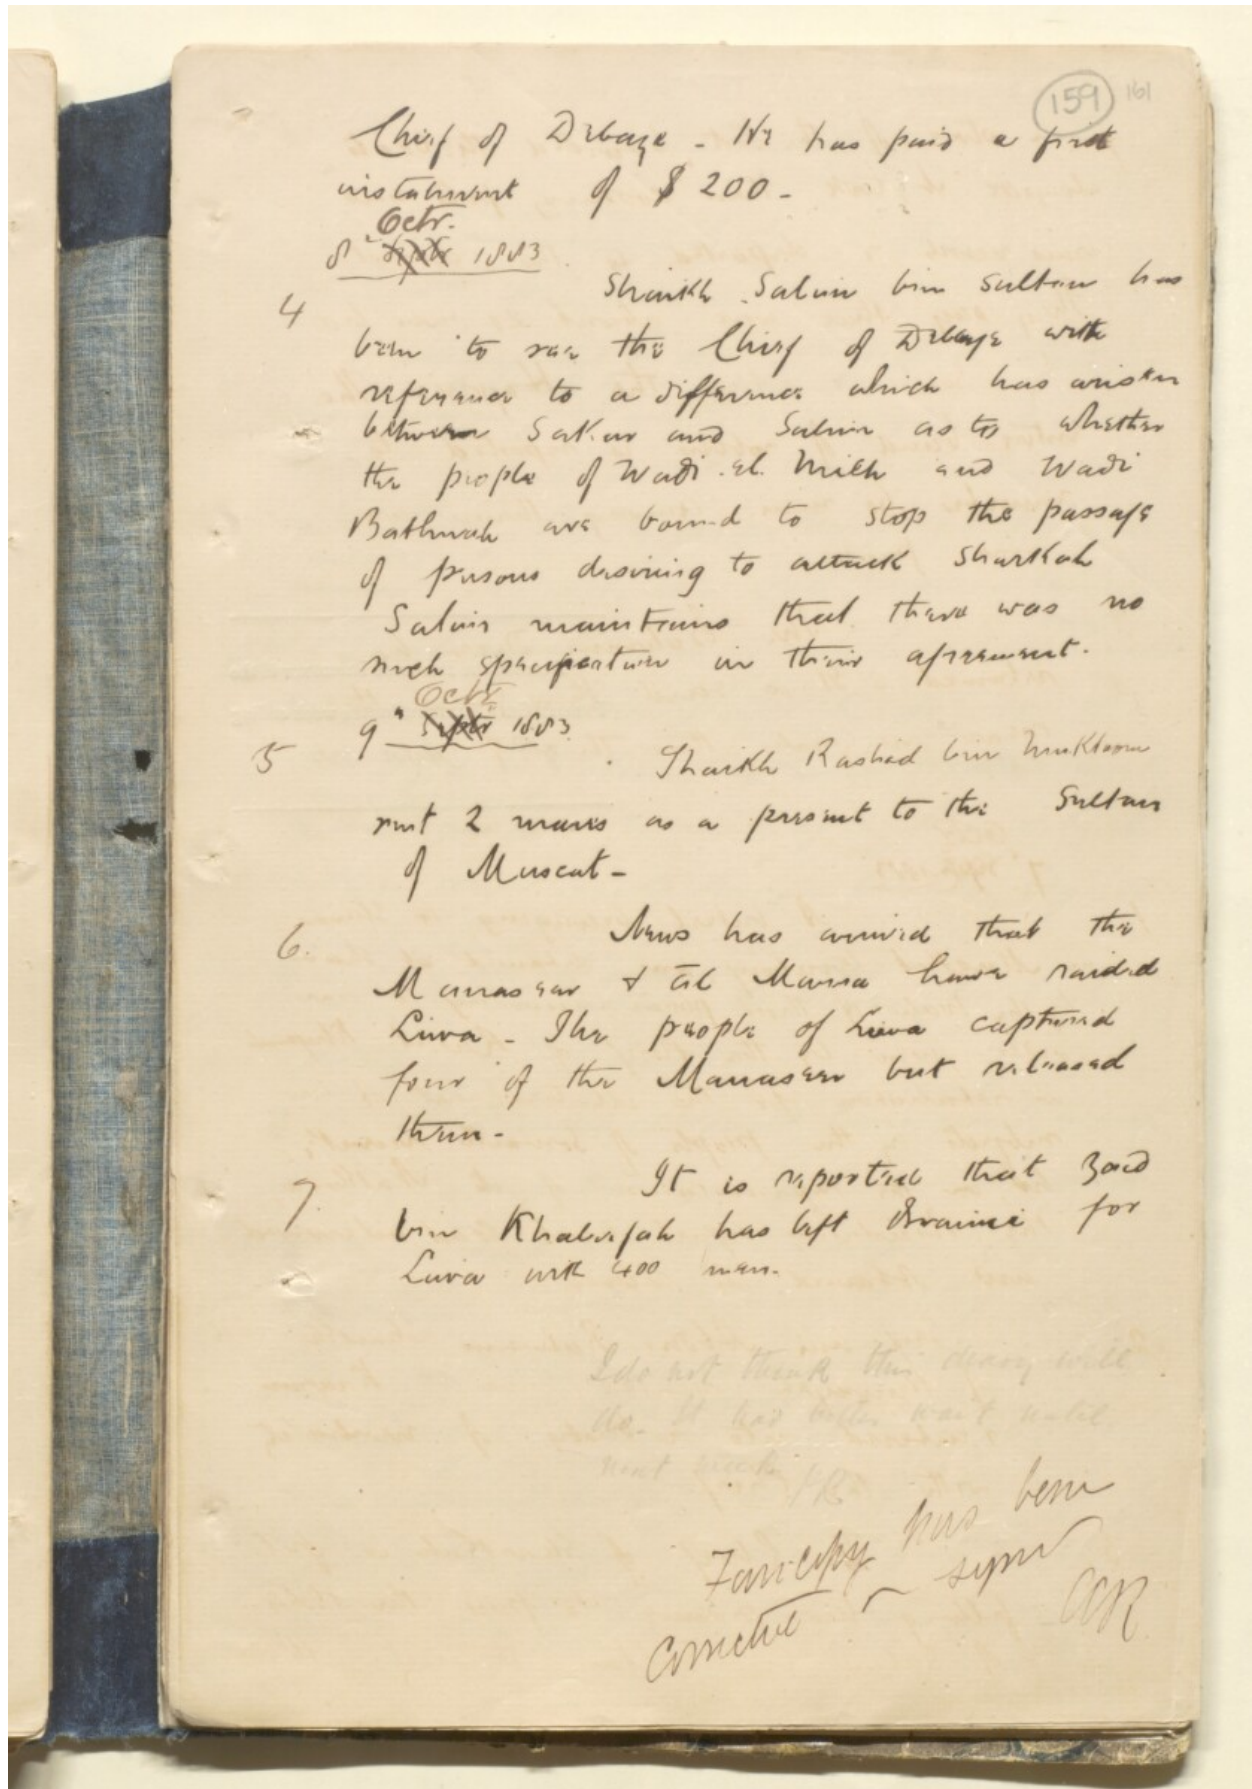 159 161
Chief of Debaye - He has paid a first
instalment of $ 200 -
Octr.
8" Septr 1883
4 Shaikh Salim bin Sultan has
been to see the Chief of Debaye with
reference to a difference which has arisen
between Sakar and Salim as to whether
the people of Wadi el Milh and Wadi
are bound to stop the passage
of persons desiring to attack Sharkah
Salim maintains that there was no
such specification in their agreement.
Octr
9" Septr 1883
5 Shaikh Rashid bin Muktoom
sent 2 mares as a present to the Sultan
of Muscat -
6. News has arrived that the
Manaseer & Al have raided
Liwa - The people of Liwa captured
four of the Manaseer but released
them -
7. It is reported that Zaid
bin Khaleefah has left for
Liwa with 400 men.
I do not think this diary will
do. It had better wait until
next
Fair copy has been
corrected signed